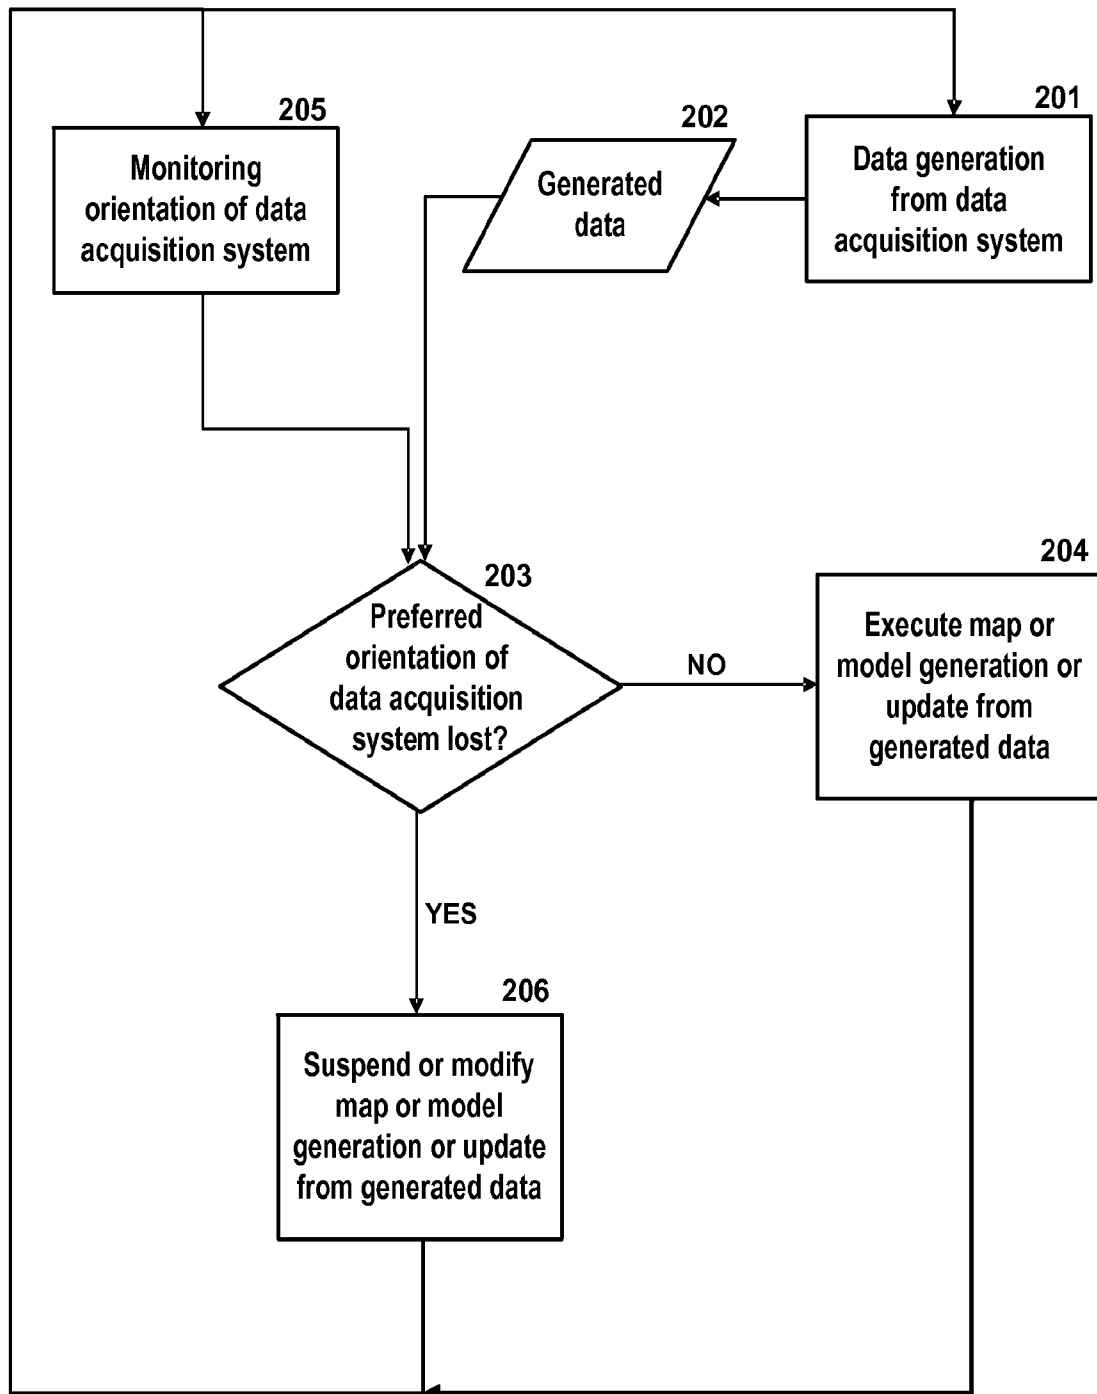 205
Monitoring
orientation of data
acquisition system
202
Generated
data
201
Data generation
from data
acquisition system
203
Preferred
orientation of
data acquisition
system lost?
NO
204
Execute map or
model generation or
update from
generated data
YES
206
Suspend or modify
map or model
generation or update
from generated data